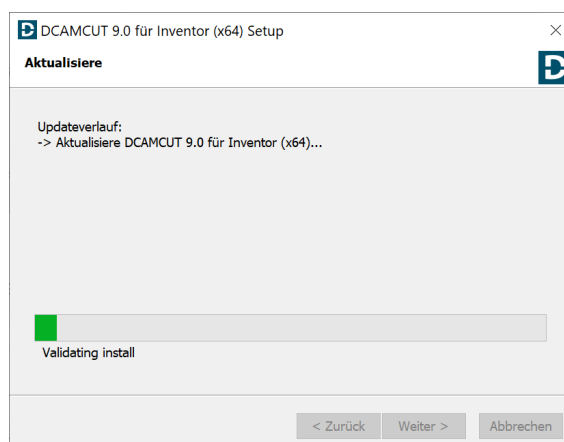 DCAMCUT 9.0 für Inventor (x64) Setup
Aktualisiere
Updateverlauf:
-> Aktualisiere DCAMCUT 9.0 für Inventor (x64)...
Validating install
< Zurück Weiter > Abbrechen